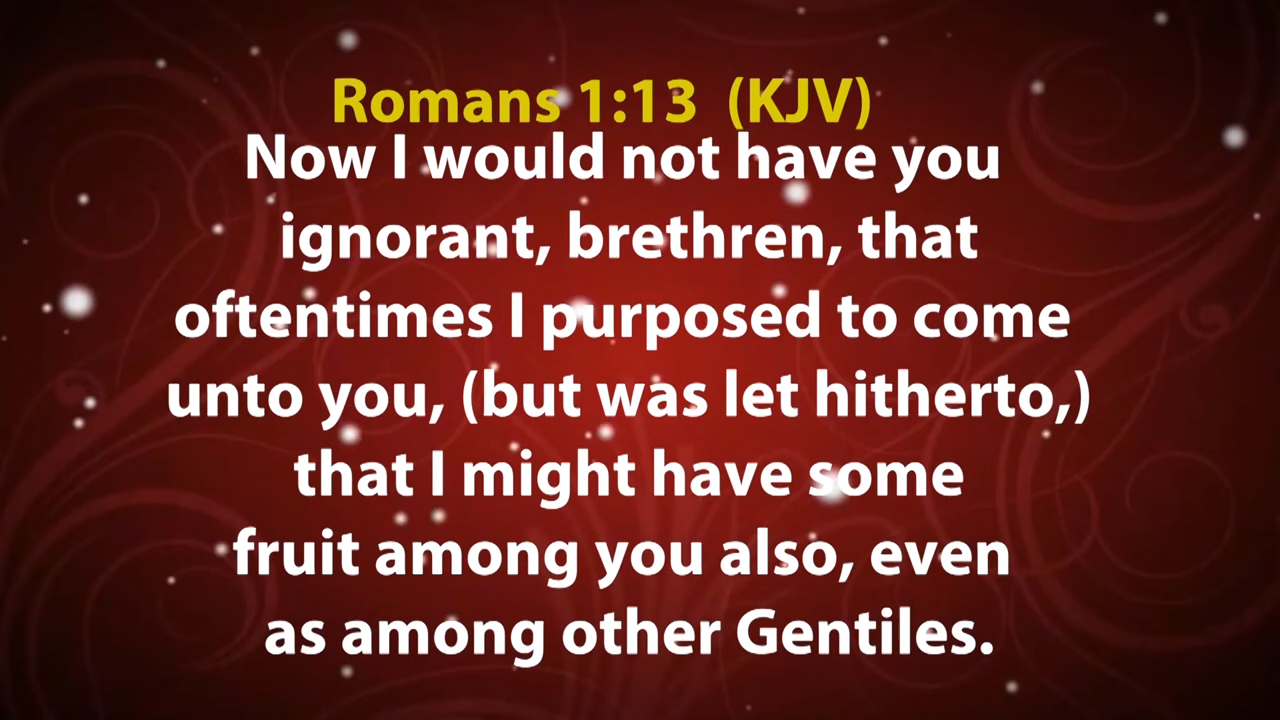 Romans 1:13 (KJV)
Now I would not have you
ignorant, brethren, that
oftentimes I purposed to come
unto you, (but was let hitherto,)
that I might have some
fruit among you also, even
as among other Gentiles.